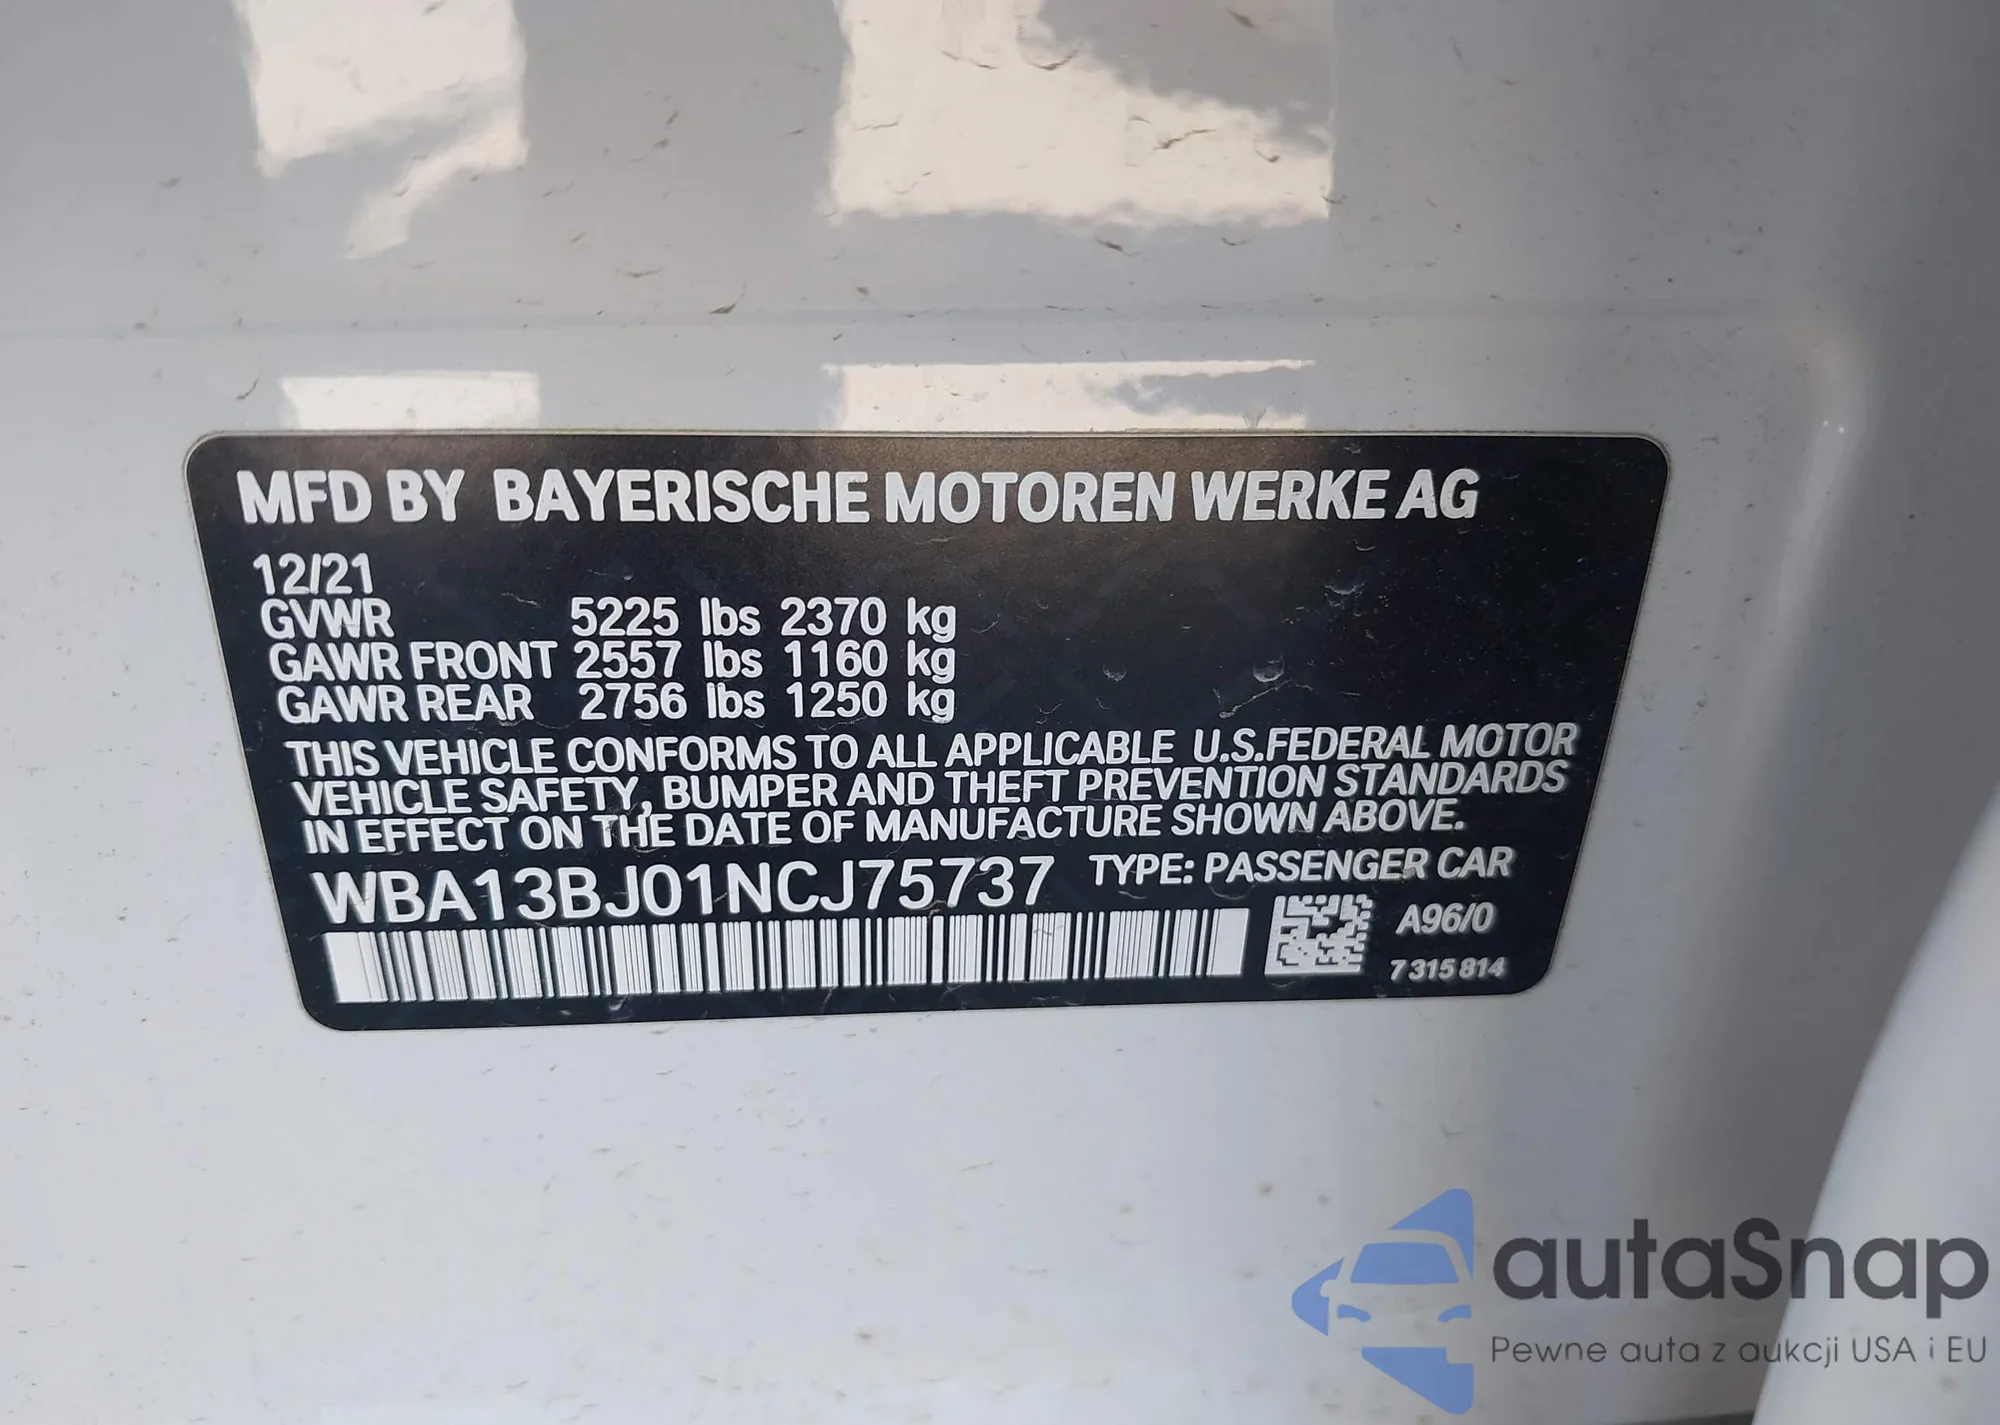 MFD BY BAYERISCHE MOTOREN WERKE AG
12/21
GVWR 5225 lbs 2370 kg
GAWR FRONT 2557 lbs 1160 kg
GAWR REAR 2756 lbs 1250 kg
THIS VEHICLE CONFORMS TO ALL APPLICABLE U.S.FEDERAL MOTOR
VEHICLE SAFETY, BUMPER AND THEFT PREVENTION STANDARDS
IN EFFECT ON THE DATE OF MANUFACTURE SHOWN ABOVE.
WBA13BJ01NCJ75737 TYPE: PASSENGER CAR
A96/0
7 315 814
autaSnap
Pewne auta z aukcji USA i EU